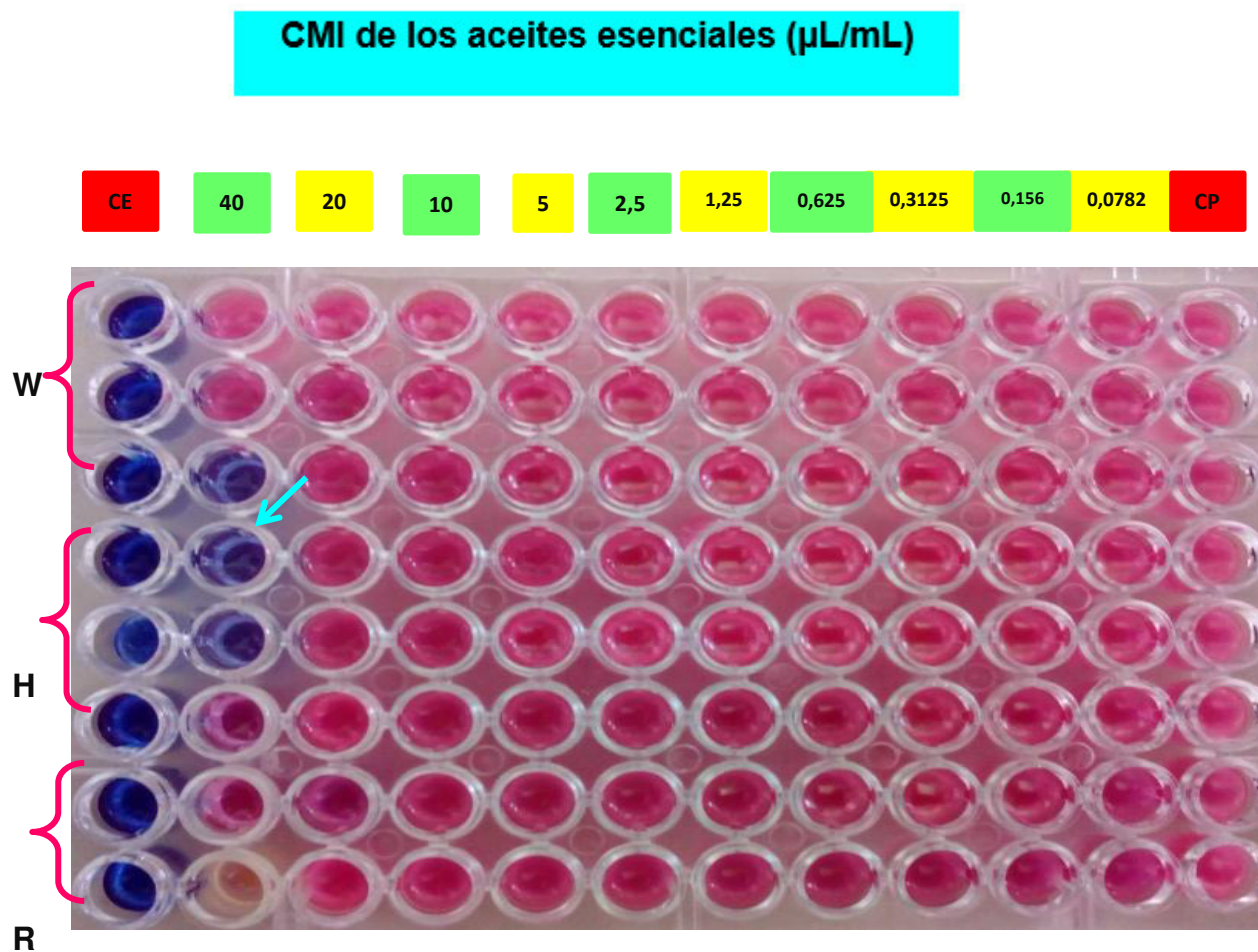 CMI de los aceites esenciales (µL/mL)
CE 40 20 10 5 2,5 1,25 0,625 0,3125 0,156 0,0782 CP
W
H
R